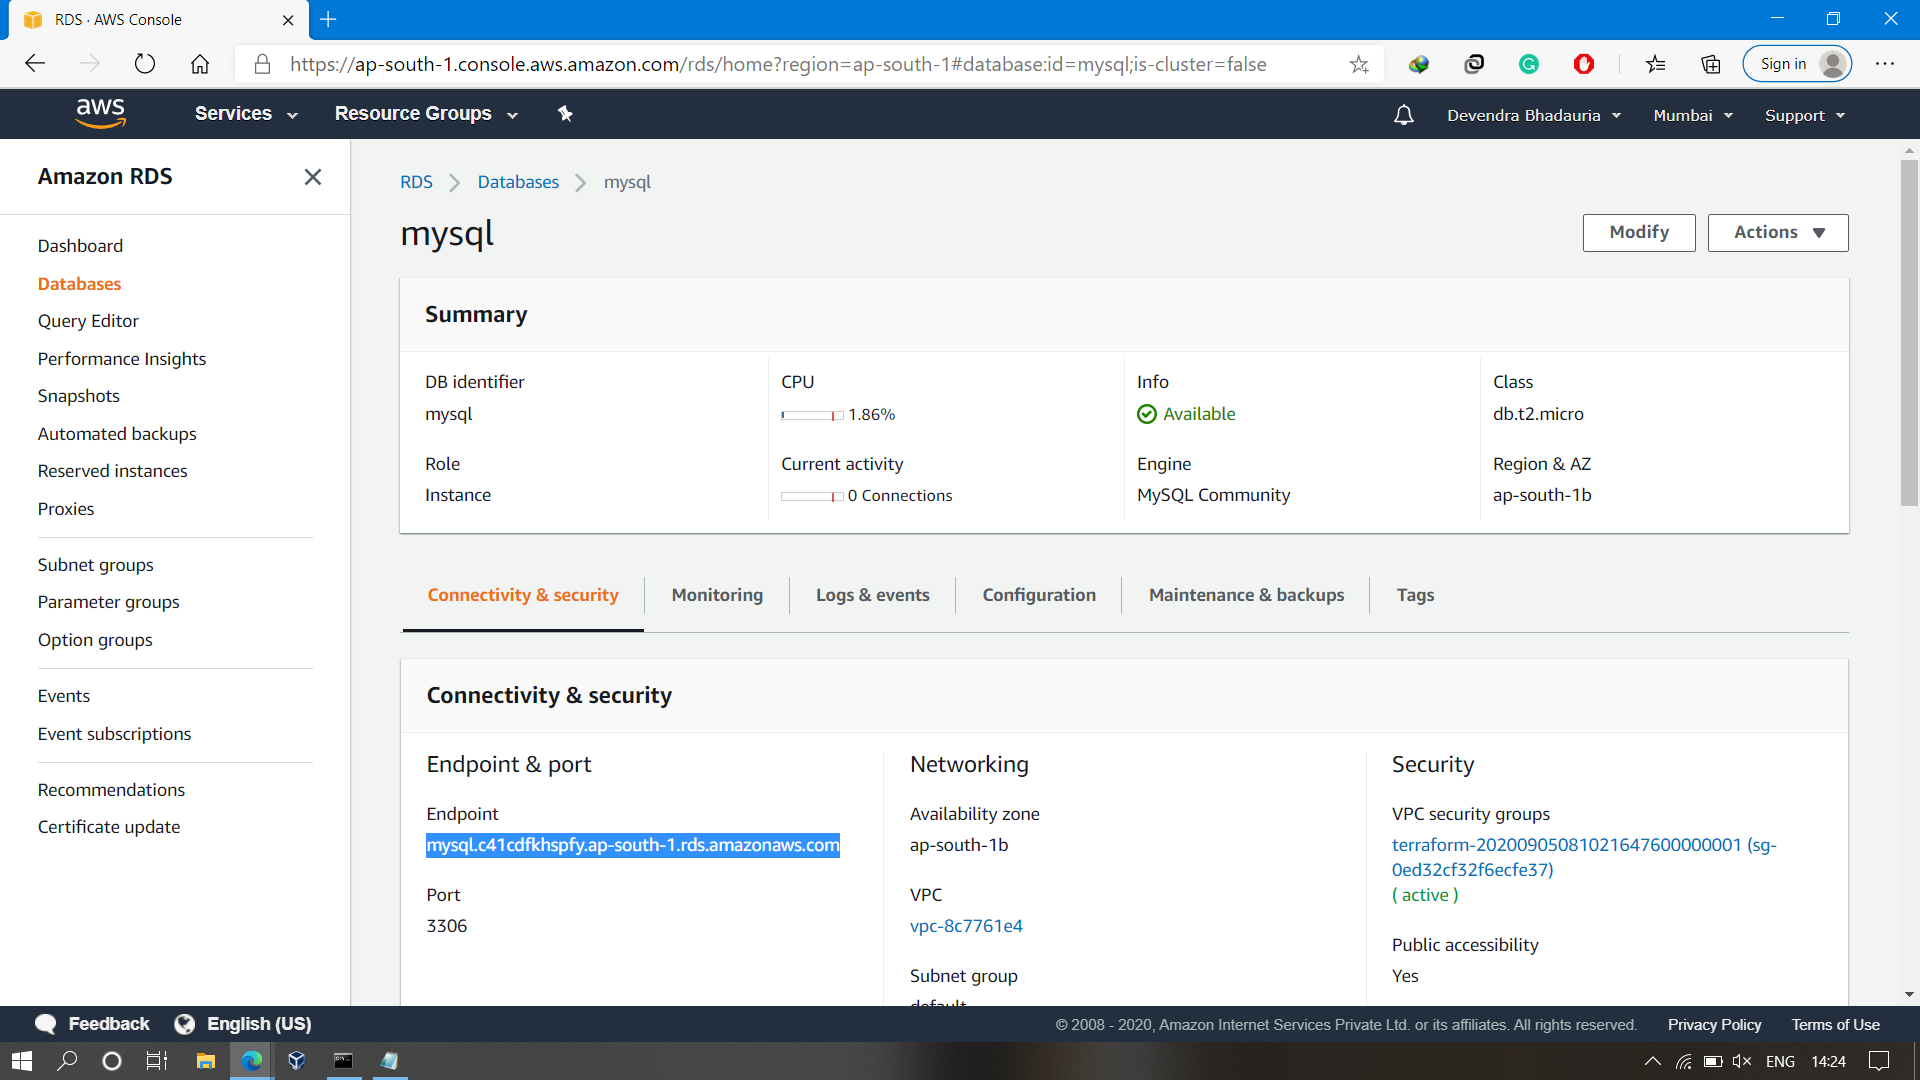 RDS · AWS Console
https://ap-south-1.console.aws.amazon.com/rds/home?region=ap-south-1#database:id=mysql;is-cluster=false
Sign in
aws
Services
Resource Groups
Devendra Bhadauria
Mumbai
Support
Amazon RDS
Dashboard
Databases
Query Editor
Performance Insights
Snapshots
Automated backups
Reserved instances
Proxies
Subnet groups
Parameter groups
Option groups
Events
Event subscriptions
Recommendations
Certificate update
RDS
Databases
mysql
mysql
Modify
Actions
Summary
DB identifier
mysql
CPU
1.86%
Info
Available
Class
db.t2.micro
Role
Instance
Current activity
0 Connections
Engine
MySQL Community
Region & AZ
ap-south-1b
Connectivity & security
Monitoring
Logs & events
Configuration
Maintenance & backups
Tags
Connectivity & security
Endpoint & port
Endpoint
mysql.c41cdfkhspfy.ap-south-1.rds.amazonaws.com
Port
3306
Networking
Availability zone
ap-south-1b
VPC
vpc-8c7761e4
Subnet group
default
Security
VPC security groups
terraform-20200905081021647600000001 (sg-
0ed32cf32f6ecfe37)
( active )
Public accessibility
Yes
Feedback
English (US)
© 2008 - 2020, Amazon Internet Services Private Ltd. or its affiliates. All rights reserved.
Privacy Policy
Terms of Use
ENG
14:24